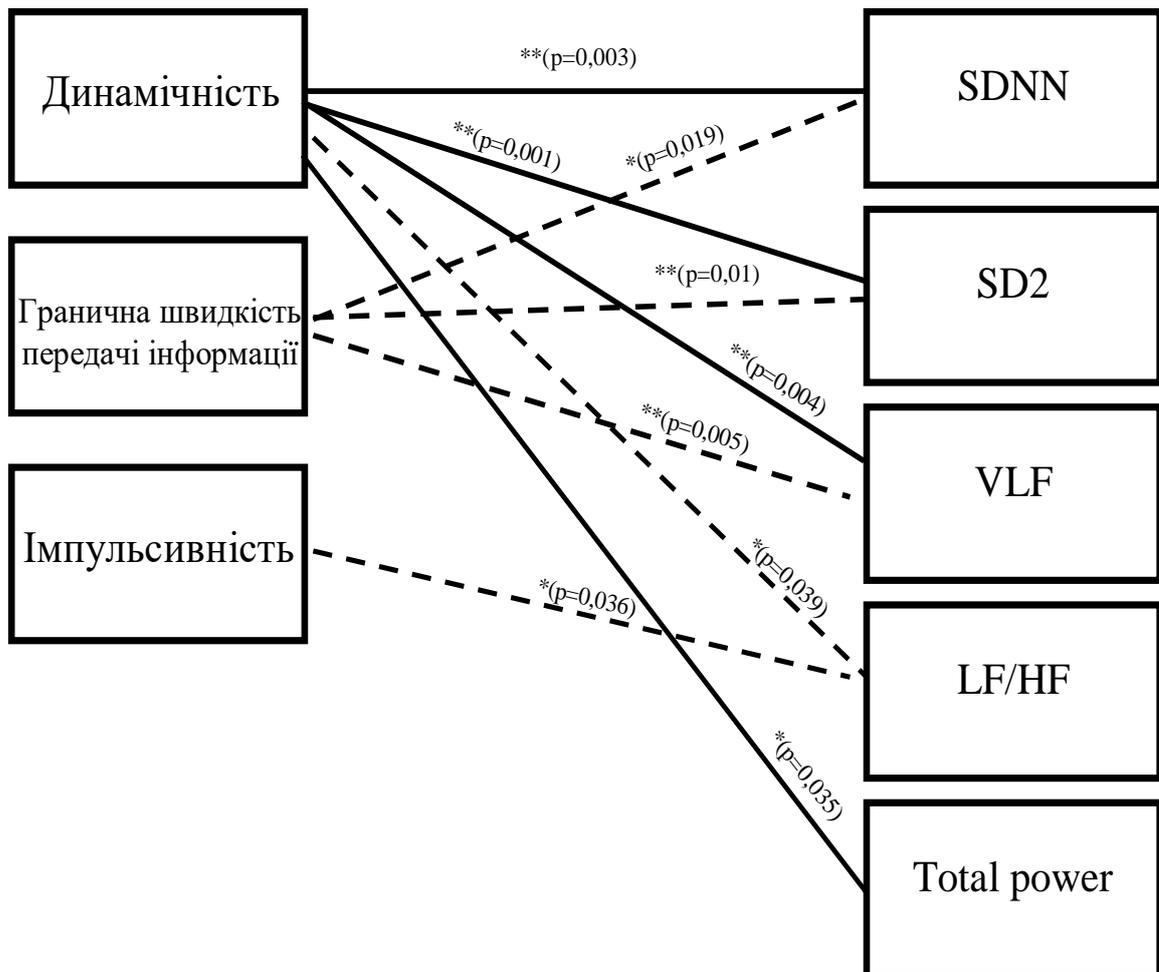 Динамічність
Гранична швидкість
передачі інформації
Імпульсивність
**(p=0,003)
**(p=0,001)
*(p=0,019)
**(p=0,01)
**(p=0,004)
**(p=0,005)
*(p=0,039)
*(p=0,036)
*(p=0,035)
SDNN
SD2
VLF
LF/HF
Total power